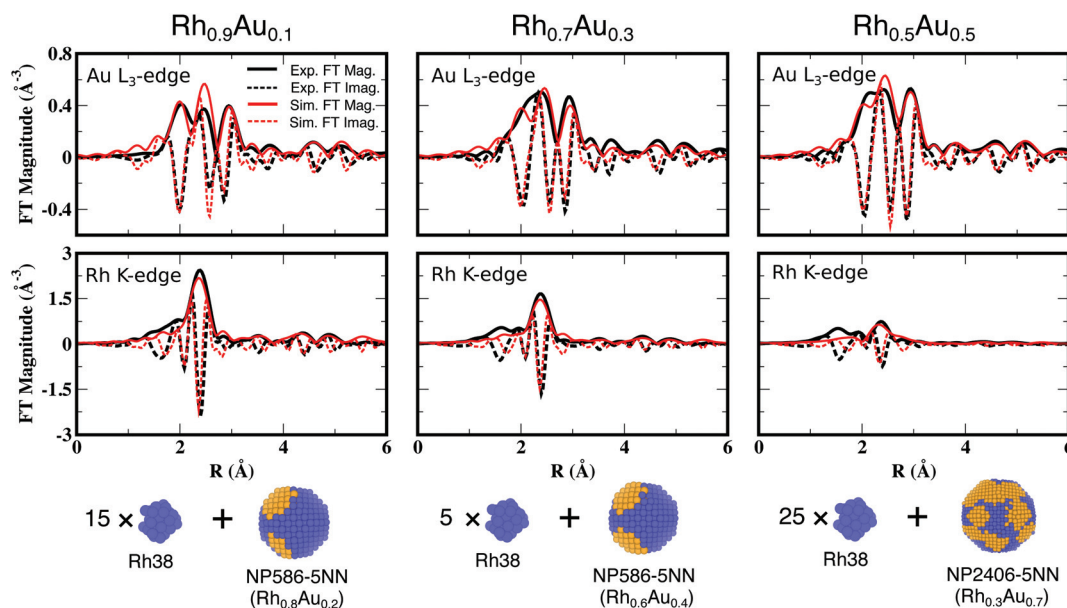 Rh0.9Au0.1
Rh0.7Au0.3
Rh0.5Au0.5
FT Magnitude (Å-3)
0.8
0.4
0
-0.4
Au L3-edge
Exp. FT Mag.
Exp. FT Imag.
Sim. FT Mag.
Sim. FT Imag.
Au L3-edge
Au L3-edge
FT Magnitude (Å-3)
3
1.5
0
-1.5
-3
Rh K-edge
Rh K-edge
Rh K-edge
0 2 4 6
0 2 4 6
0 2 4 6
R (Å)
R (Å)
R (Å)
15 × +
Rh38
NP586-5NN
(Rh0.8Au0.2)
5 × +
Rh38
NP586-5NN
(Rh0.6Au0.4)
25 × +
Rh38
NP2406-5NN
(Rh0.3Au0.7)